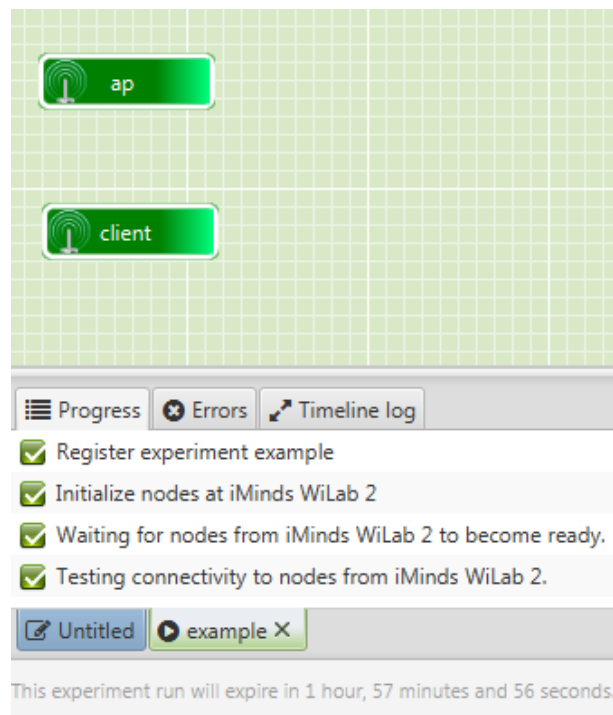 ap
client
Progress Errors Timeline log
Register experiment example
Initialize nodes at iMinds WiLab 2
Waiting for nodes from iMinds WiLab 2 to become ready.
Testing connectivity to nodes from iMinds WiLab 2.
Untitled example ×
This experiment run will expire in 1 hour, 57 minutes and 56 seconds.